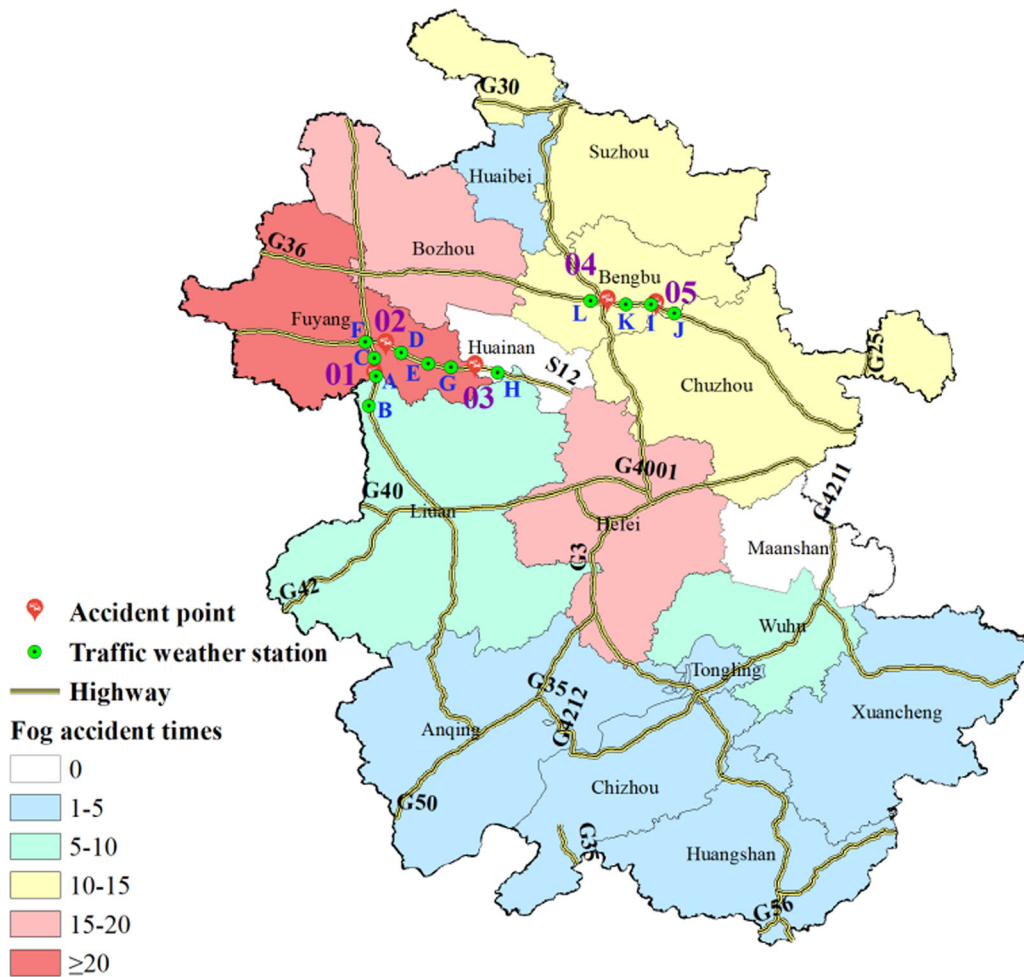 G30
Suzhou
Huaibei
Bozhou
G36
04
Bengbu
05
L
K
I
J
Fuyang
02
F
D
C
E
G
Huainan
S12
G25
01
A
03
H
B
Chuzhou
G4001
G40
Liuan
Hefei
G4211
G3
Maanshan
G42
Wuhu
Tongling
G35
G4212
Anqing
Xuancheng
Chizhou
G50
G35
Huangshan
G56
Accident point
Traffic weather station
Highway
Fog accident times
0
1-5
5-10
10-15
15-20
≥20